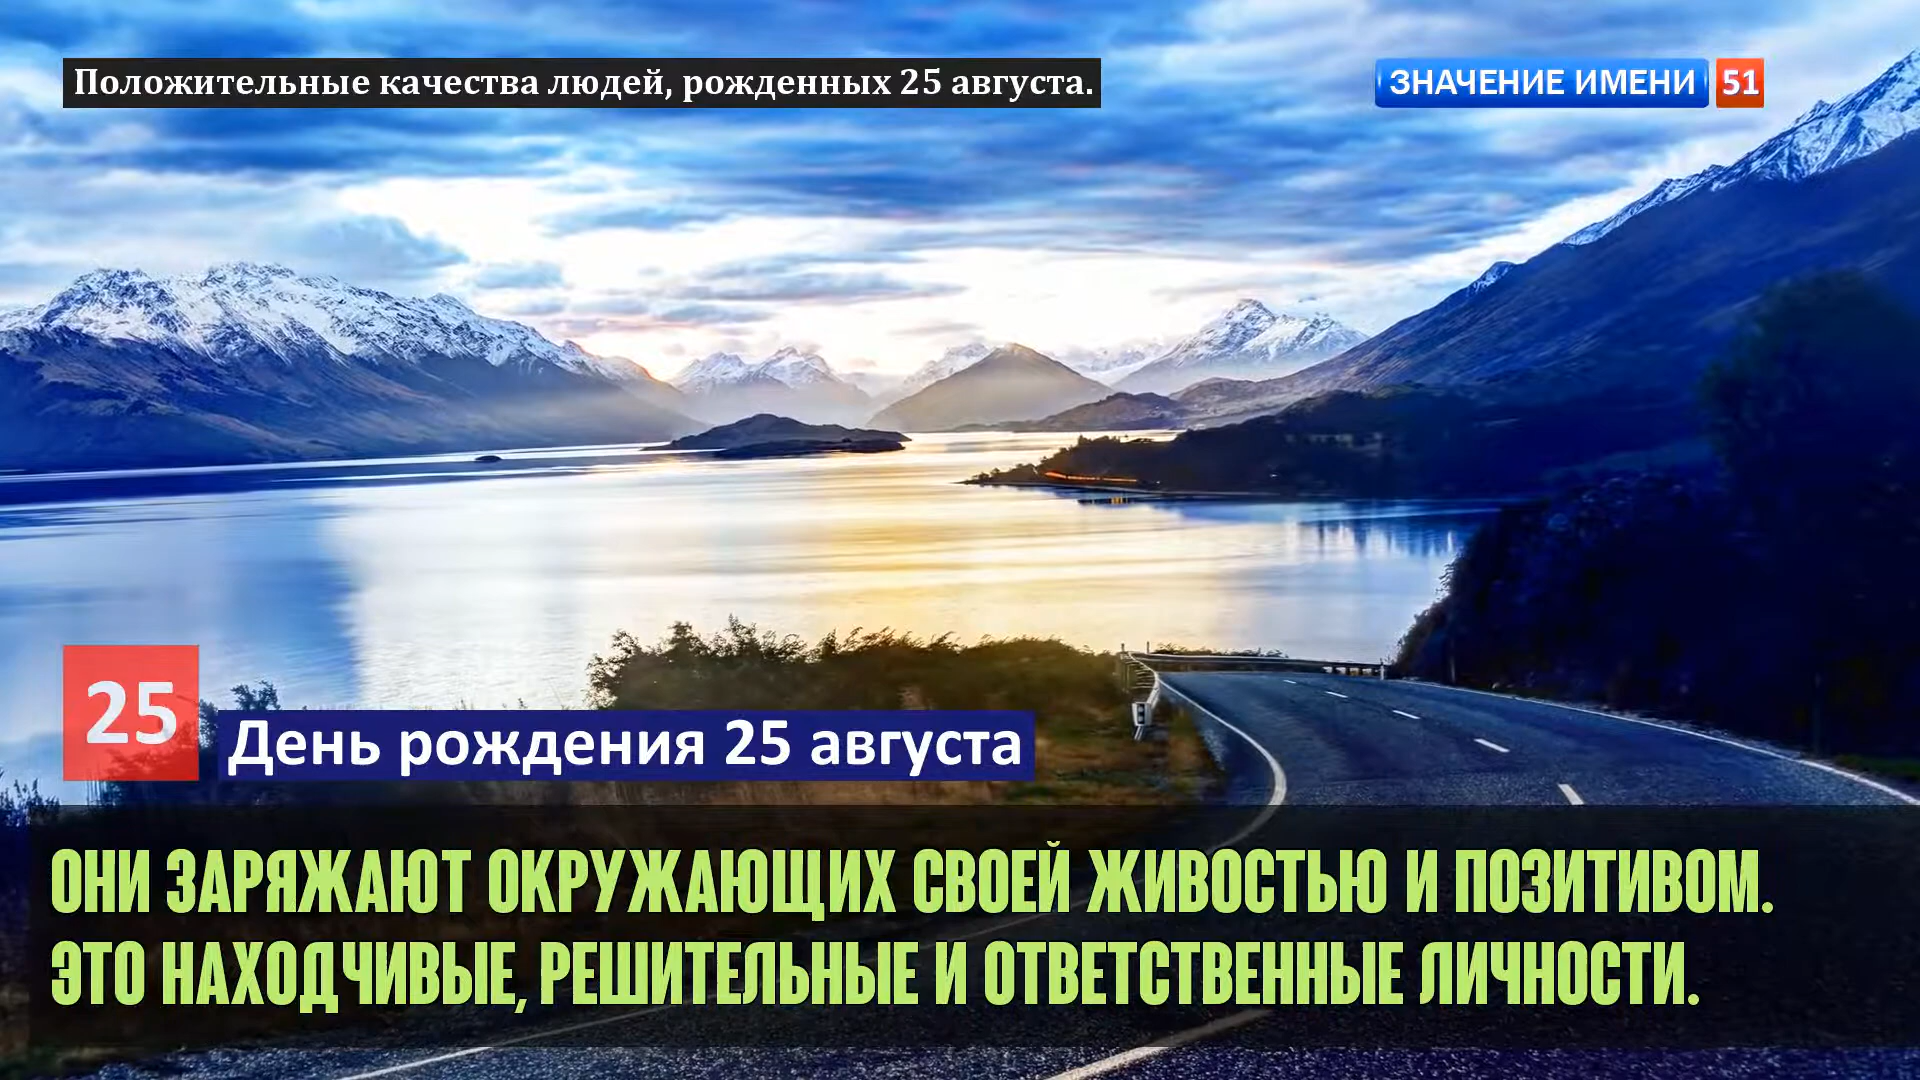 Положительные качества людей, рожденных 25 августа.
ЗНАЧЕНИЕ ИМЕНИ 51
25
День рождения 25 августа
ОНИ ЗАРЯЖАЮТ ОКРУЖАЮЩИХ СВОЕЙ ЖИВОСТЬЮ И ПОЗИТИВОМ.
ЭТО НАХОДЧИВЫЕ, РЕШИТЕЛЬНЫЕ И ОТВЕТСТВЕННЫЕ ЛИЧНОСТИ.